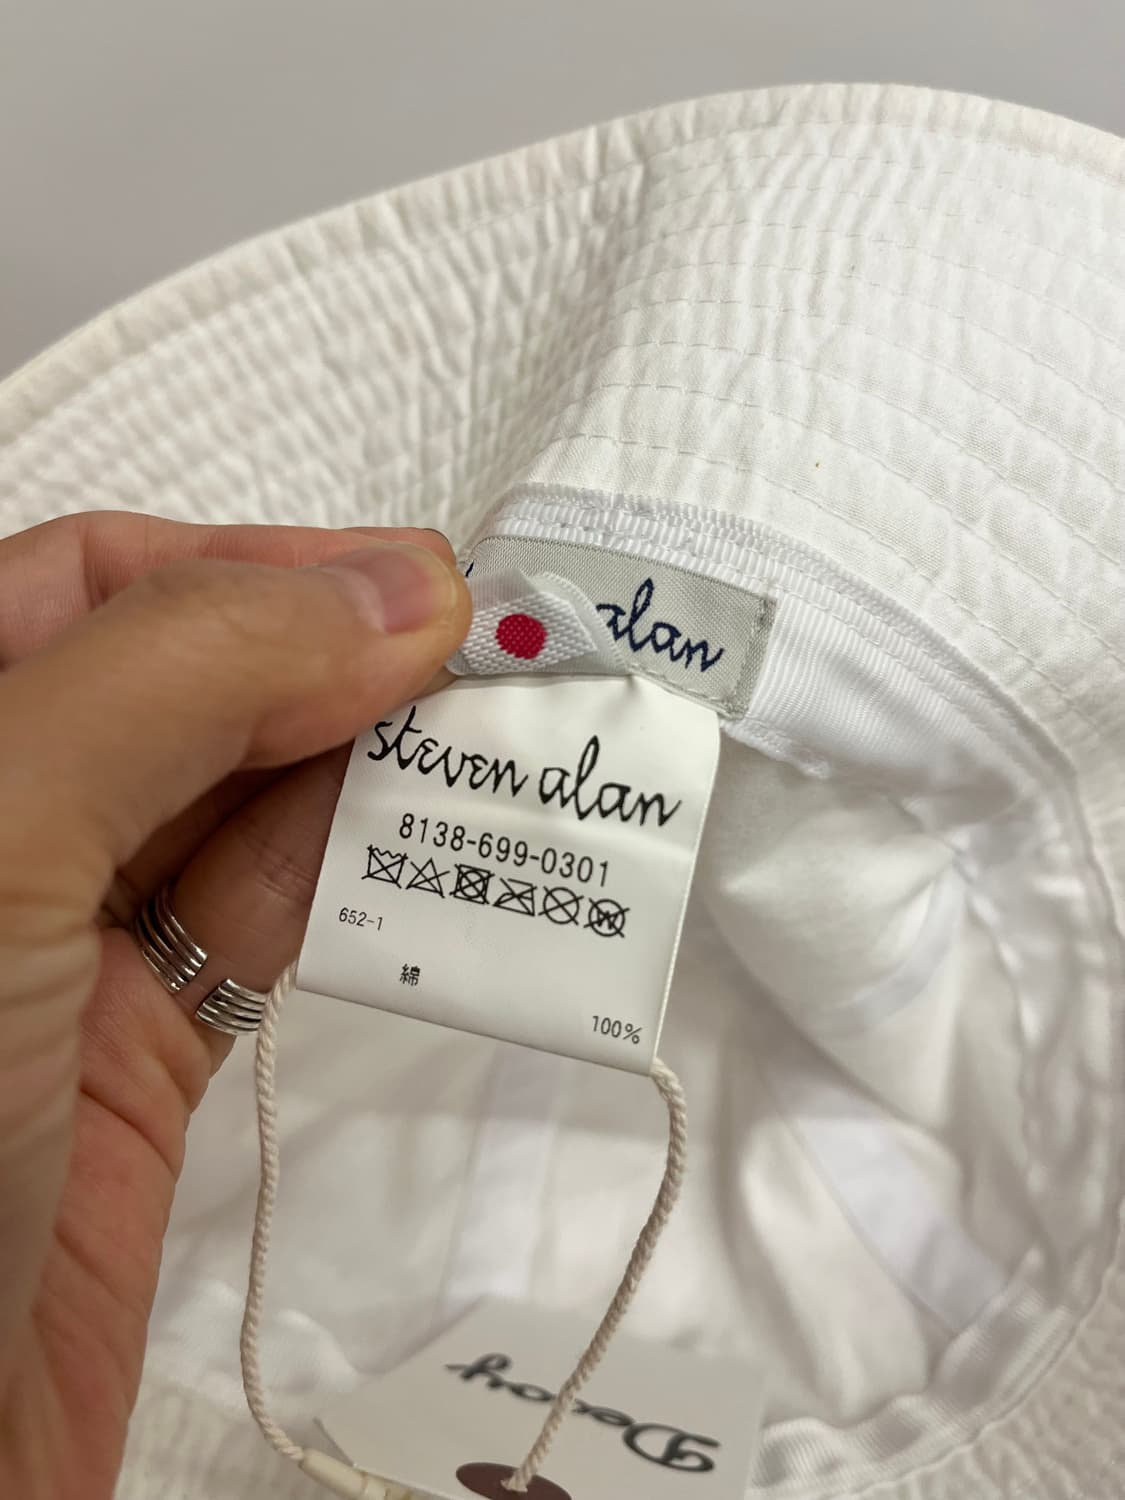 alan
steven alan
8138-699-0301
652-1
綿
100%